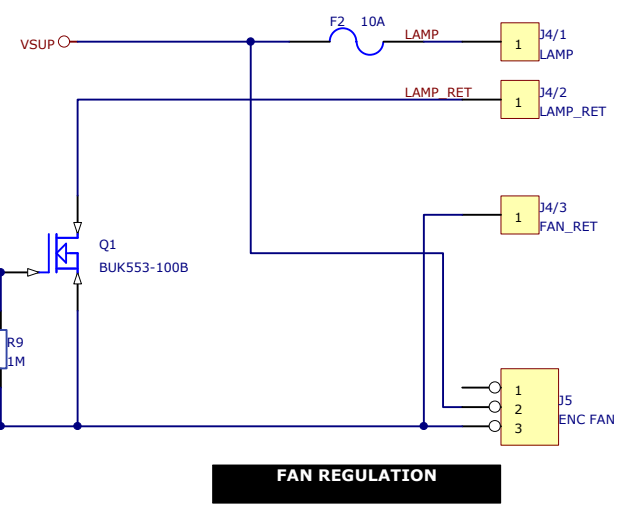 F2 10A
VSUP
LAMP
1
J4/1
LAMP
LAMP_RET
1
J4/2
LAMP_RET
1
J4/3
FAN_RET
Q1
BUK553-100B
R9
1M
1
2
3
J5
ENC FAN
FAN REGULATION